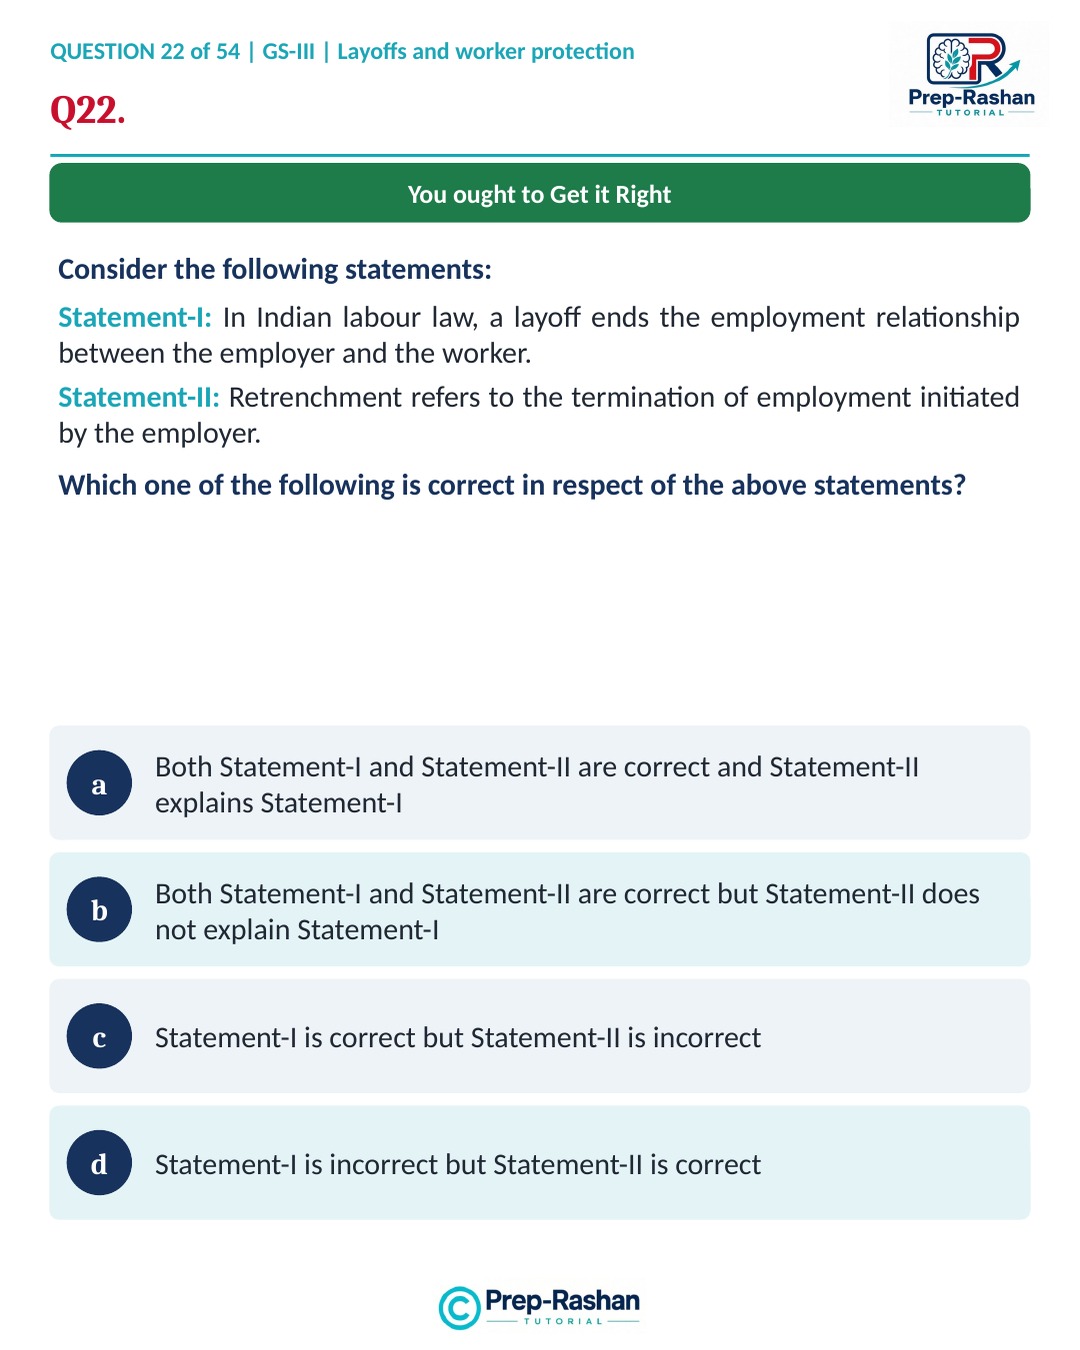 QUESTION 22 of 54 | GS-III | Layoffs and worker protection
Prep-Rashan
TUTORIAL
Q22.
You ought to Get it Right
Consider the following statements:
Statement-I: In Indian labour law, a layoff ends the employment relationship
between the employer and the worker.
Statement-II: Retrenchment refers to the termination of employment initiated
by the employer.
Which one of the following is correct in respect of the above statements?
a
Both Statement-I and Statement-II are correct and Statement-II
explains Statement-I
b
Both Statement-I and Statement-II are correct but Statement-II does
not explain Statement-I
c
Statement-I is correct but Statement-II is incorrect
d
Statement-I is incorrect but Statement-II is correct
© Prep-Rashan
TUTORIAL